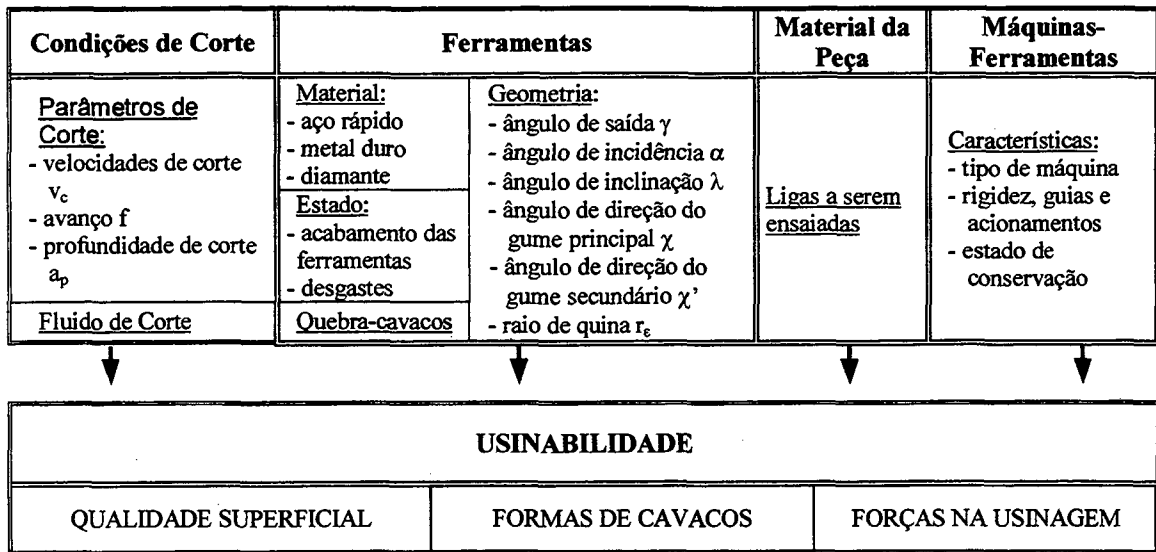 Condições de Corte
Ferramentas
Material da
Peça
Máquinas-
Ferramentas
Parâmetros de
Corte:
- velocidades de corte
v_c
- avanço f
- profundidade de corte
a_p
Fluido de Corte
Material:
- aço rápido
- metal duro
- diamante
Estado:
- acabamento das
ferramentas
- desgastes
Quebra-cavacos
Geometria:
- ângulo de saída γ
- ângulo de incidência α
- ângulo de inclinação λ
- ângulo de direção do
gume principal χ
- ângulo de direção do
gume secundário χ'
- raio de quina r_ε
Ligas a serem
ensaiadas
Características:
- tipo de máquina
- rigidez, guias e
acionamentos
- estado de
conservação
USINABILIDADE
QUALIDADE SUPERFICIAL
FORMAS DE CAVACOS
FORÇAS NA USINAGEM